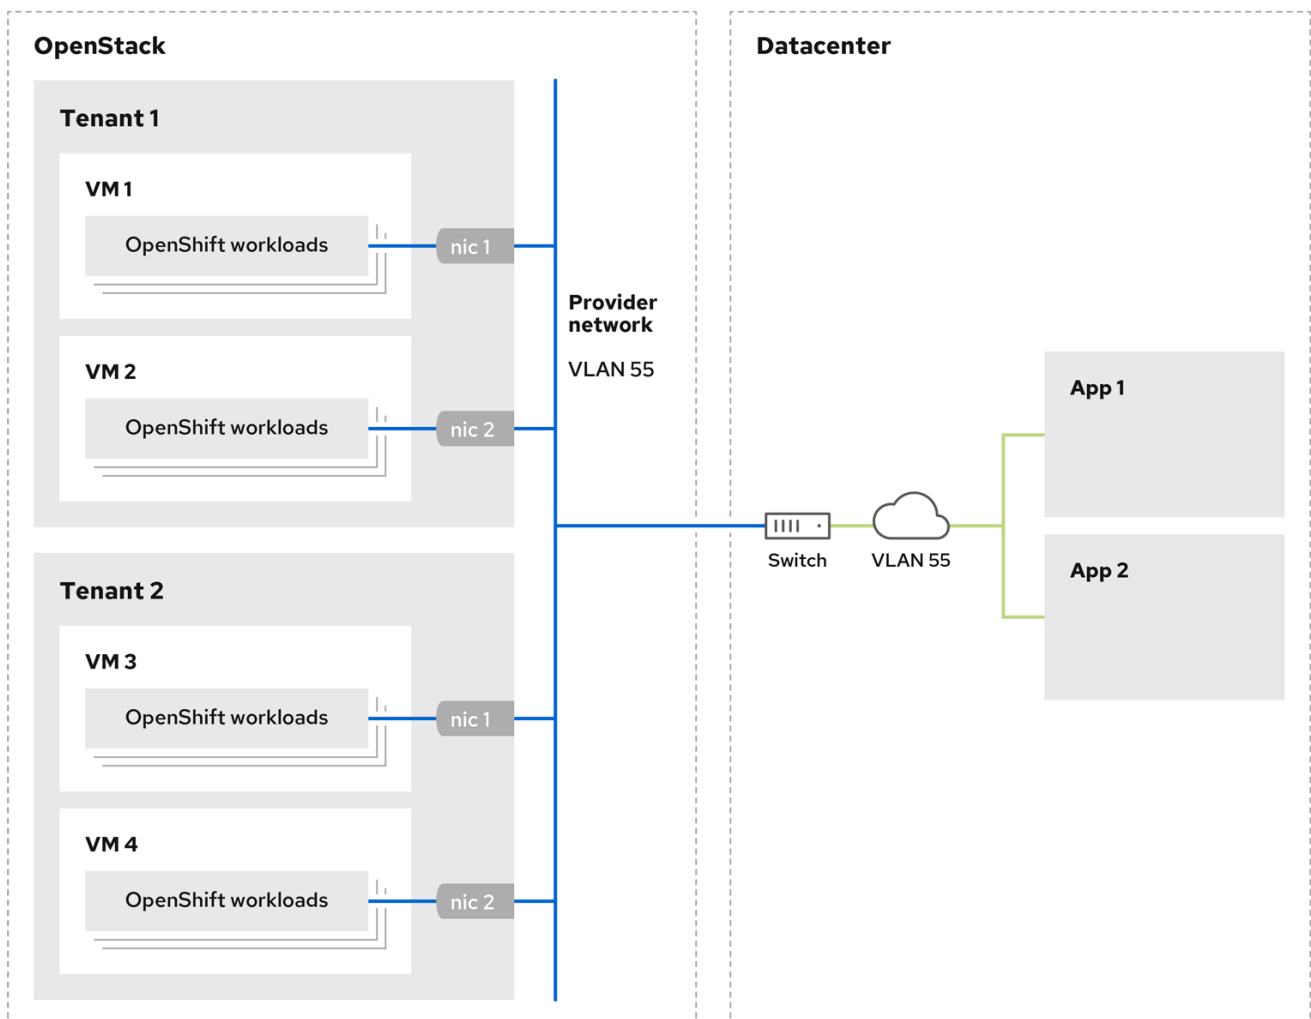 OpenStack
Tenant 1
VM 1
OpenShift workloads
nic 1
VM 2
OpenShift workloads
nic 2
Tenant 2
VM 3
OpenShift workloads
nic 1
VM 4
OpenShift workloads
nic 2
Provider
network
VLAN 55
Datacenter
Switch
VLAN 55
App 1
App 2